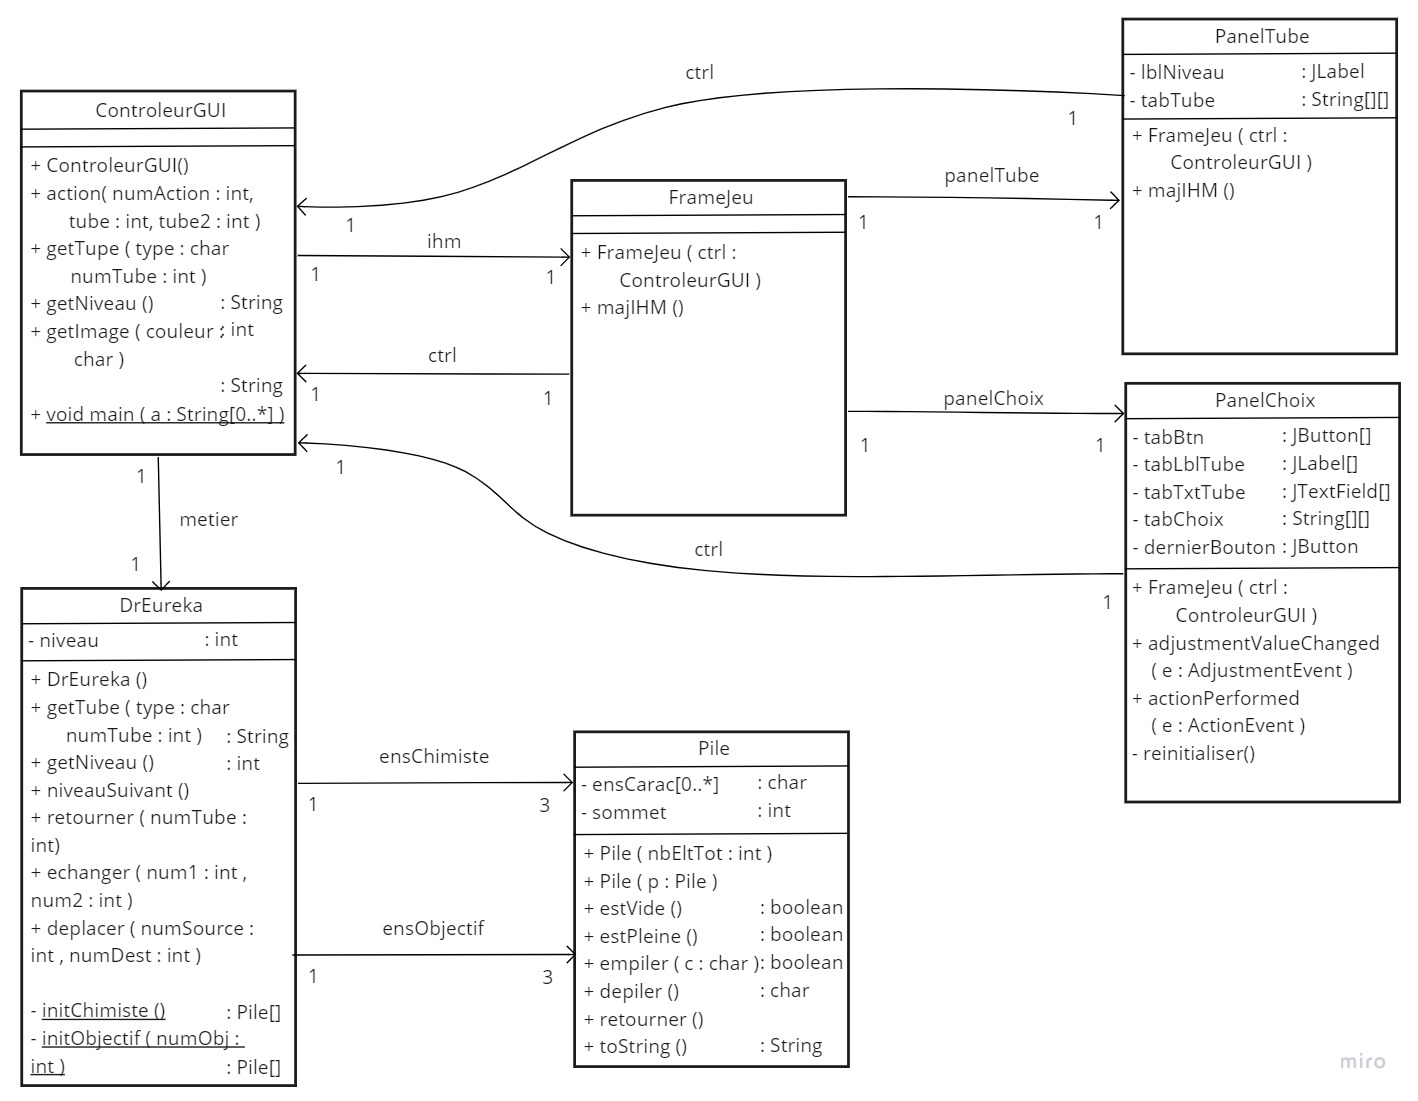 ControleurGUI
+ ControleurGUI()
+ action( numAction : int,
tube : int, tube2 : int )
+ getTupe ( type : char
numTube : int )
+ getNiveau () : String
+ getImage ( couleur : : int
char )
: String
+ void main ( a : String[0..*] )
ctrl
1
1
ihm
1
1
ctrl
1
1
ctrl
1
1
metier
1
1
FrameJeu
+ FrameJeu ( ctrl :
ControleurGUI )
+ majIHM ()
panelTube
1
1
panelChoix
1
1
PanelTube
- lblNiveau : JLabel
- tabTube : String[][]
+ FrameJeu ( ctrl :
ControleurGUI )
+ majIHM ()
PanelChoix
- tabBtn : JButton[]
- tabLblTube : JLabel[]
- tabTxtTube : JTextField[]
- tabChoix : String[][]
- dernierBouton : JButton
+ FrameJeu ( ctrl :
ControleurGUI )
+ adjustmentValueChanged
( e : AdjustmentEvent )
+ actionPerformed
( e : ActionEvent )
- reinitialiser()
DrEureka
- niveau : int
+ DrEureka ()
+ getTube ( type : char
numTube : int ) : String
+ getNiveau () : int
+ niveauSuivant ()
+ retourner ( numTube :
int)
+ echanger ( num1 : int ,
num2 : int )
+ deplacer ( numSource :
int , numDest : int )
- initChimiste () : Pile[]
- initObjectif ( numObj :
int ) : Pile[]
ensChimiste
1
3
ensObjectif
1
3
Pile
- ensCarac[0..*] : char
- sommet : int
+ Pile ( nbEltTot : int )
+ Pile ( p : Pile )
+ estVide () : boolean
+ estPleine () : boolean
+ empiler ( c : char ): boolean
+ depiler () : char
+ retourner ()
+ toString () : String
miro